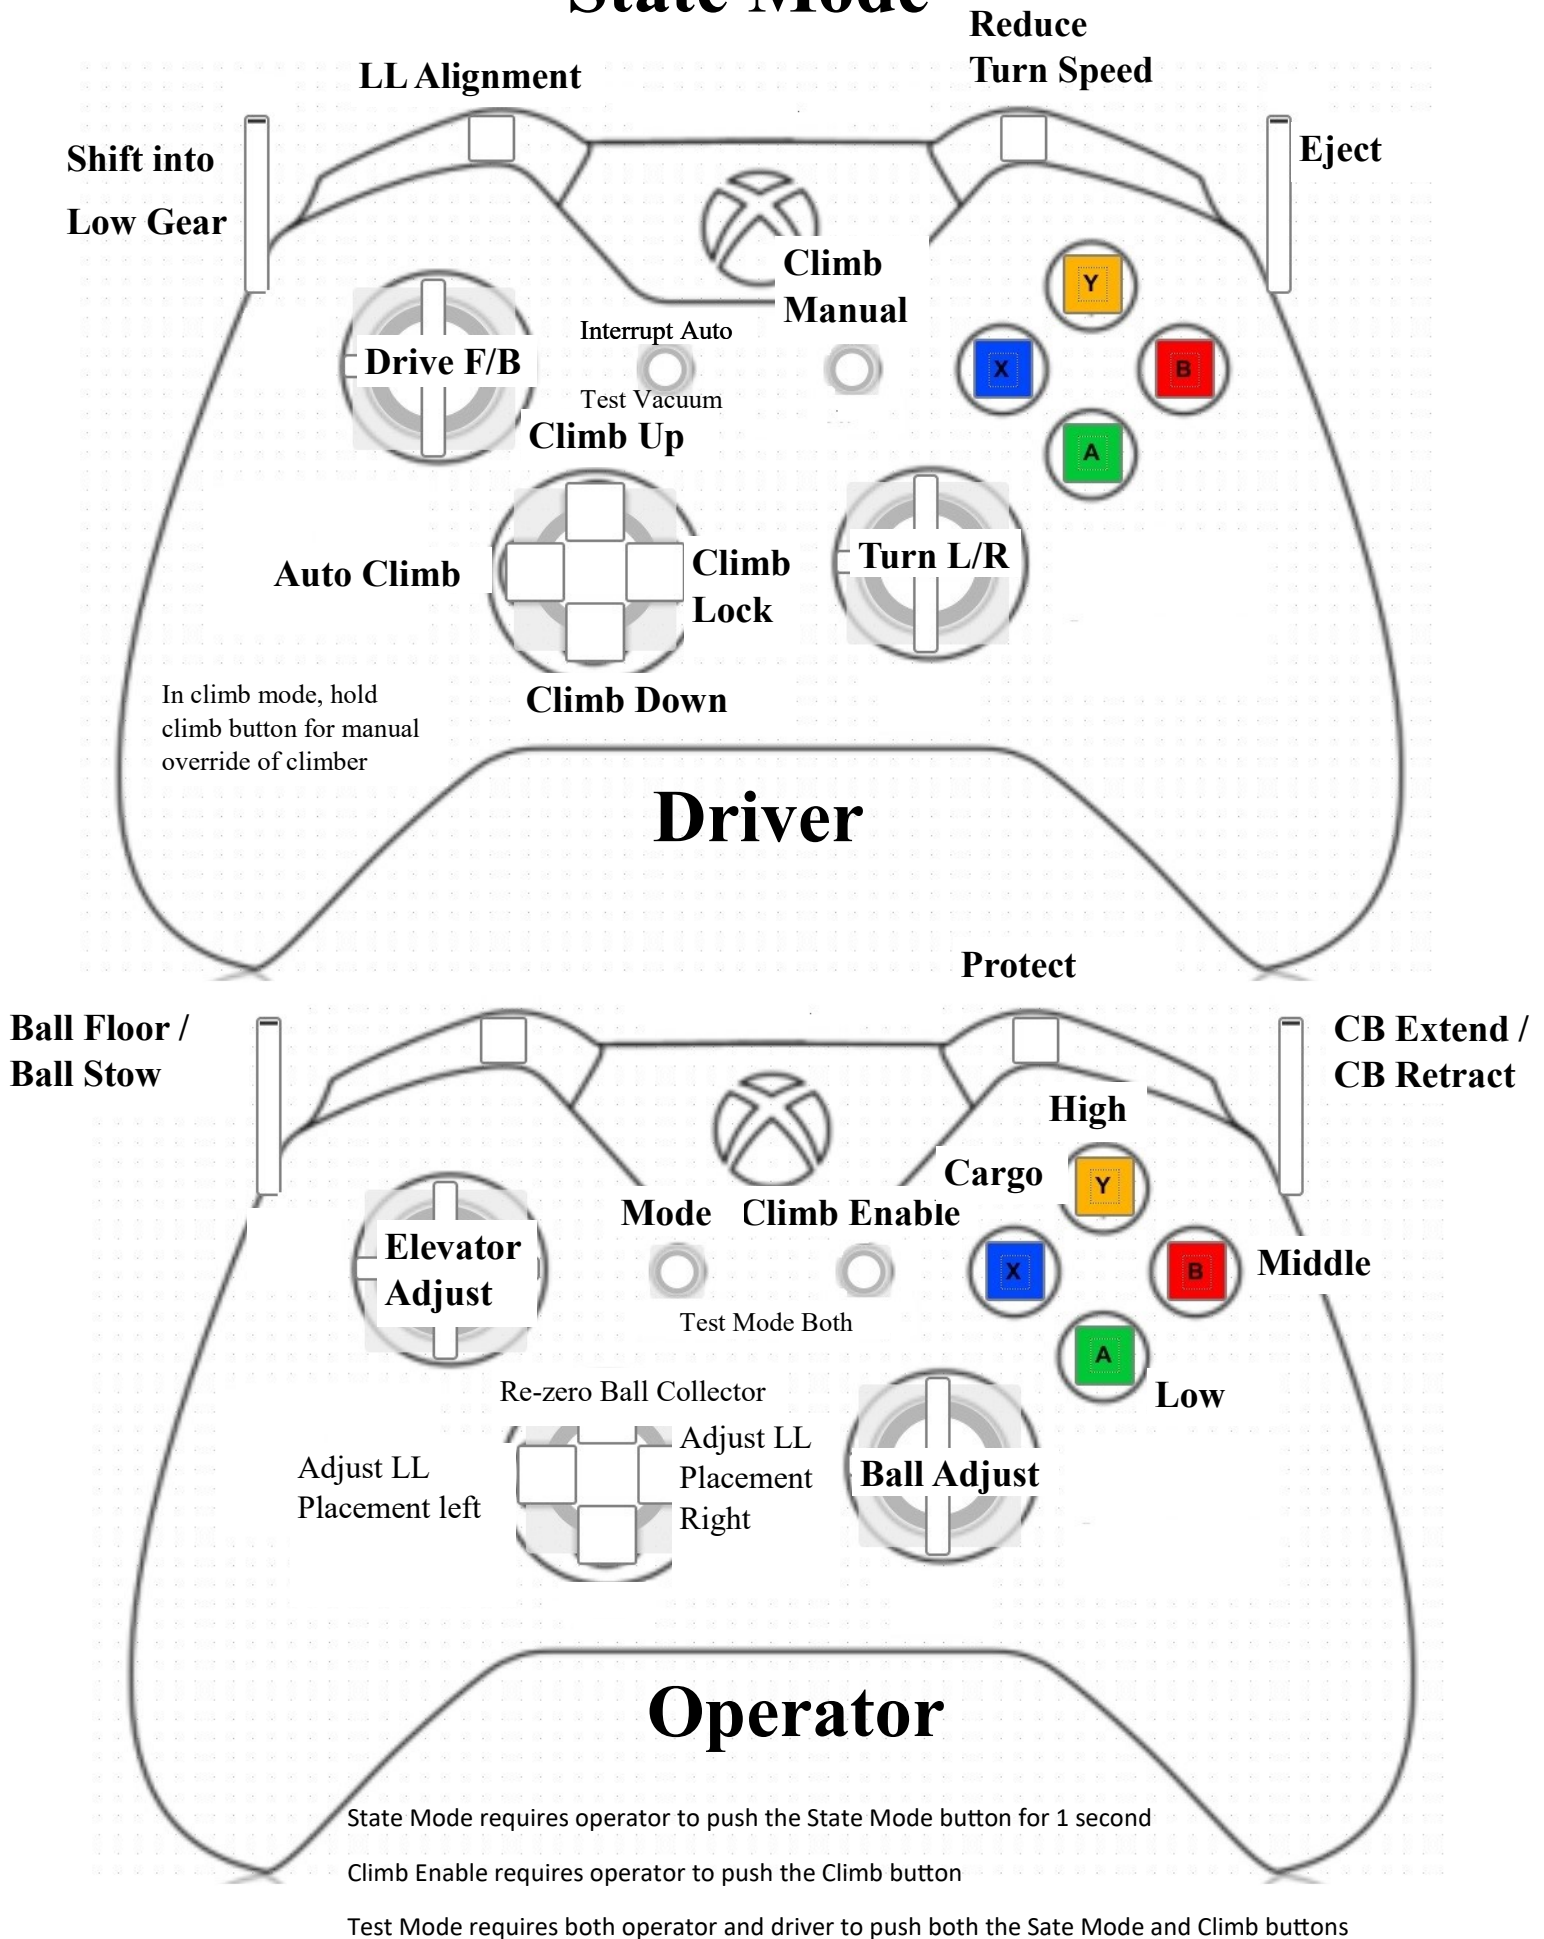 State Mode
Reduce
Turn Speed
LL Alignment
Shift into
Low Gear
Eject
Climb
Manual
Y
Interrupt Auto
Drive F/B
X
B
Test Vacuum
Climb Up
A
Auto Climb
Climb
Lock
Turn L/R
Climb Down
In climb mode, hold
climb button for manual
override of climber
Driver
Protect
Ball Floor /
Ball Stow
CB Extend /
CB Retract
High
Cargo
Y
Mode
Climb Enable
Elevator
Adjust
X
B
Middle
Test Mode Both
A
Low
Re-zero Ball Collector
Adjust LL
Placement left
Adjust LL
Placement
Right
Ball Adjust
Operator
State Mode requires operator to push the State Mode button for 1 second
Climb Enable requires operator to push the Climb button
Test Mode requires both operator and driver to push both the Sate Mode and Climb buttons